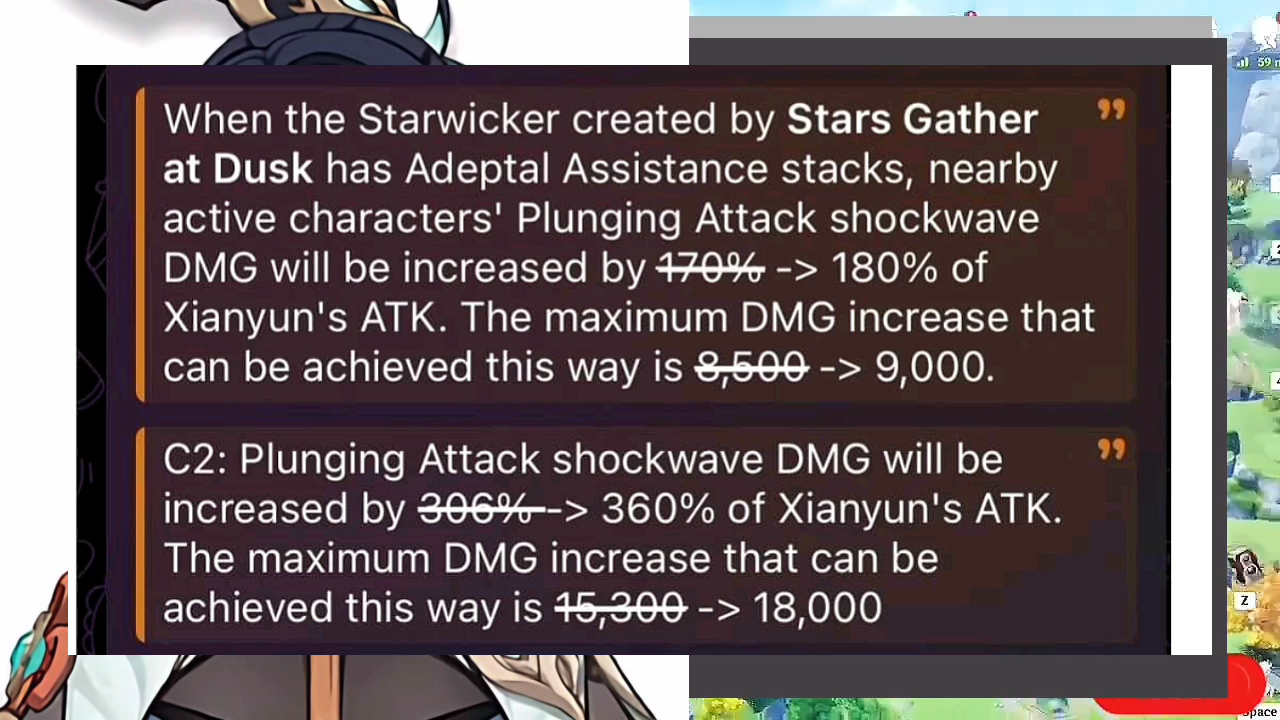 When the Starwicker created by Stars Gather
at Dusk has Adeptal Assistance stacks, nearby
active characters' Plunging Attack shockwave
DMG will be increased by 170% -> 180% of
Xianyun's ATK. The maximum DMG increase that
can be achieved this way is 8,500 -> 9,000.
C2: Plunging Attack shockwave DMG will be
increased by 306% -> 360% of Xianyun's ATK.
The maximum DMG increase that can be
achieved this way is 15,300 -> 18,000
59
Z
Space